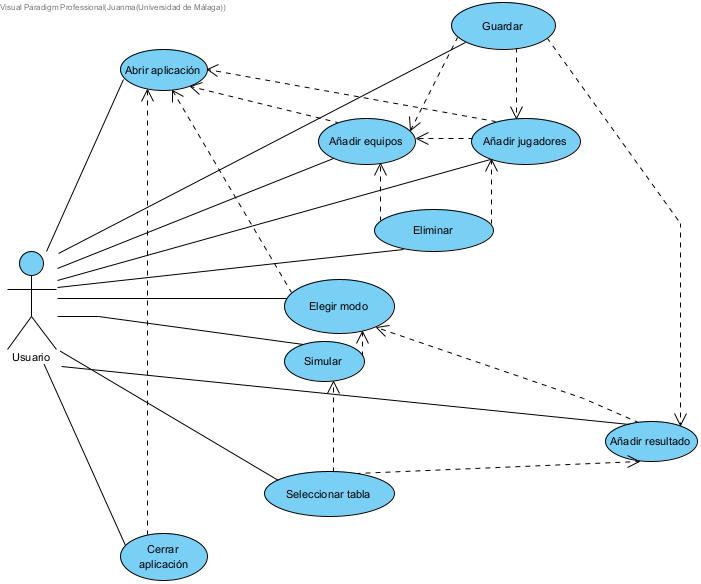 Visual Paradigm Professional(Juanma(Universidad de Málaga))
Guardar
Abrir aplicación
Añadir equipos
Añadir jugadores
Eliminar
Elegir modo
Usuario
Simular
Añadir resultado
Seleccionar tabla
Cerrar
aplicación